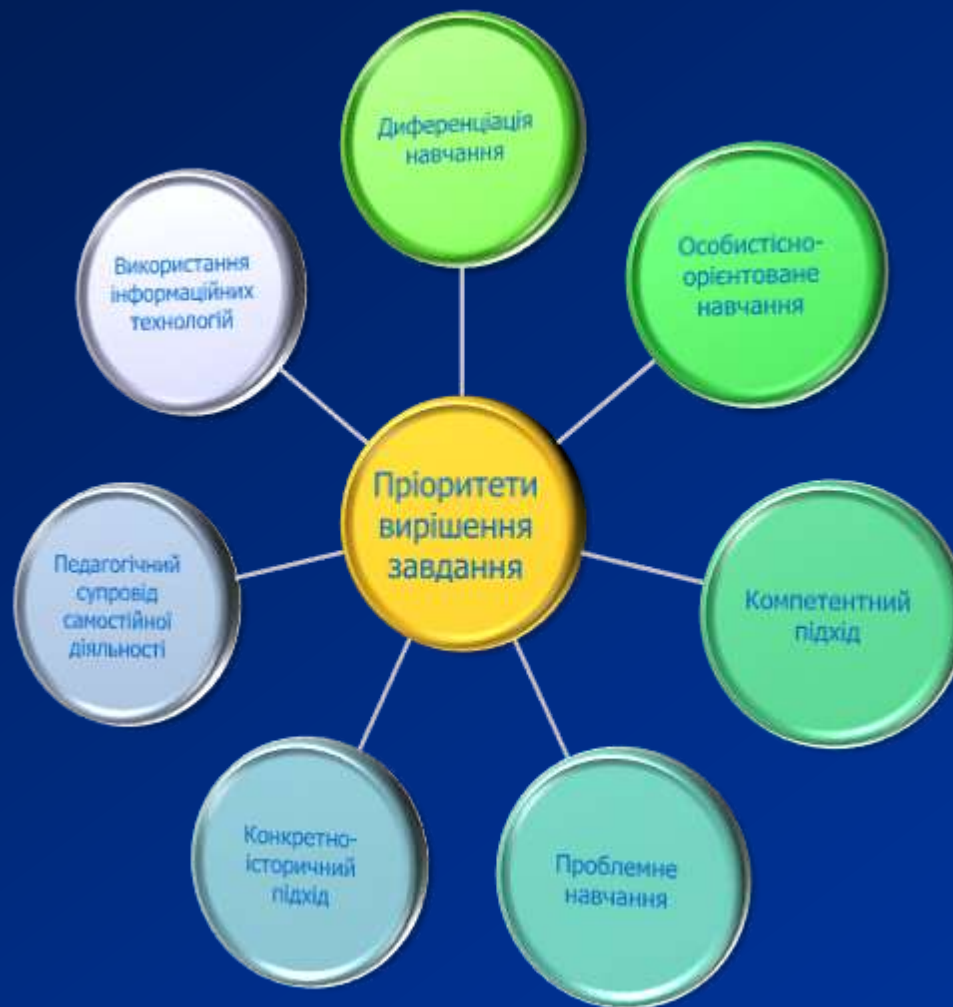 Диференціація
навчання
Особистісно-
орієнтоване
навчання
Використання
інформаційних
технологій
Пріоритети
вирішення
завдання
Компетентний
підхід
Педагогічний
супровід
самостійної
діяльності
Конкретно-
історичний
підхід
Проблемне
навчання